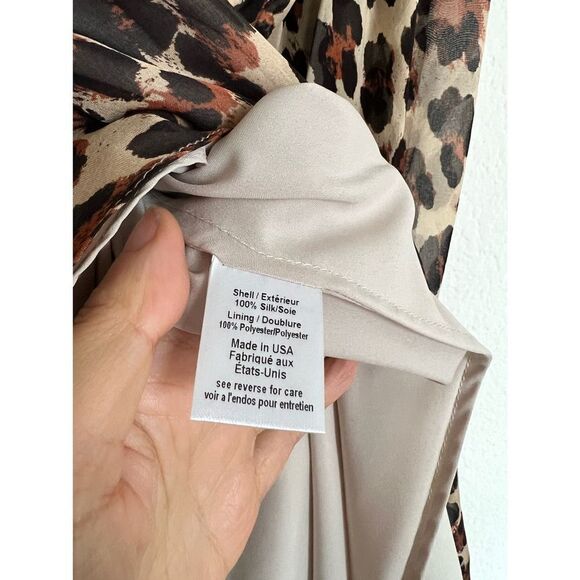 Shell / Extérieur
100% Silk/Soie
Lining / Doublure
100% Polyester/Polyester
Made in USA
Fabriqué aux
États-Unis
see reverse for care
voir a l'endos pour entretien